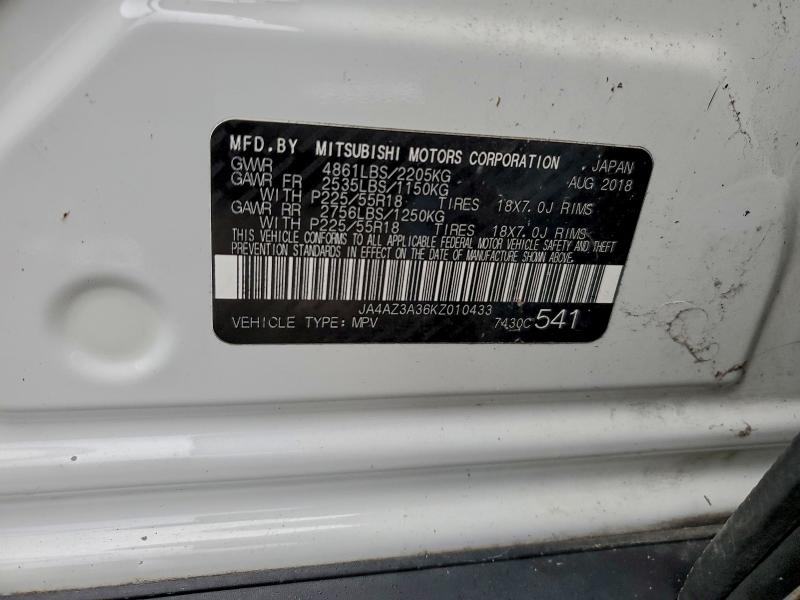 MFD.BY MITSUBISHI MOTORS CORPORATION JAPAN
GVWR 4861LBS/2205KG AUG 2018
GAWR FR 2535LBS/1150KG
WITH P225/55R18 TIRES 18X7.0J RIMS
GAWR RR 2756LBS/1250KG
WITH P225/55R18 TIRES 18X7.0J RIMS
THIS VEHICLE CONFORMS TO ALL APPLICABLE FEDERAL MOTOR VEHICLE SAFETY AND THEFT
PREVENTION STANDARDS IN EFFECT ON THE DATE OF MANUFACTURE SHOWN ABOVE.
JA4AZ3A36KZ010433
VEHICLE TYPE: MPV 7430C 541